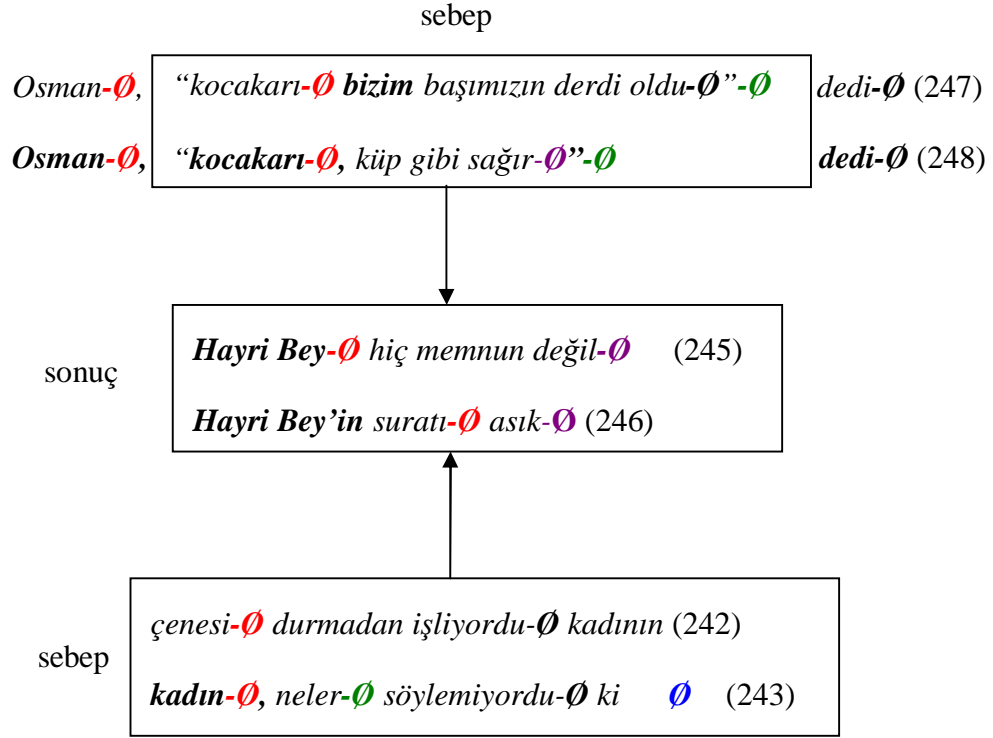 sebep
Osman-Ø, “kocakarı-Ø bizim başımızın derdi oldu-Ø”-Ø dedi-Ø (247)
Osman-Ø, “kocakarı-Ø, küp gibi sağır-Ø”-Ø dedi-Ø (248)
Hayri Bey-Ø hiç memnun değil-Ø (245)
sonuç
Hayri Bey’in suratı-Ø asık-Ø (246)
çenesi-Ø durmadan işliyordu-Ø kadının (242)
sebep
kadın-Ø, neler-Ø söylemiyordu-Ø ki Ø (243)